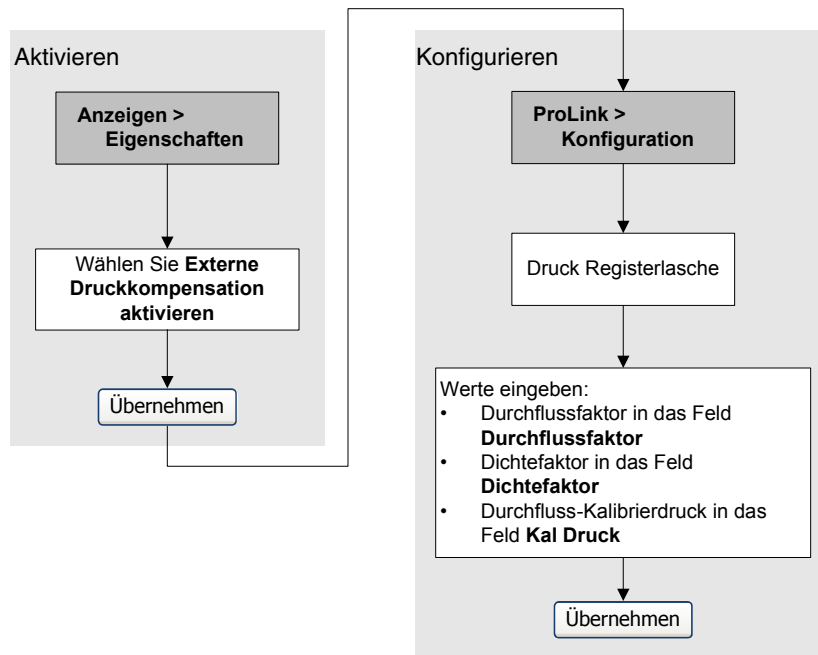 Aktivieren
Anzeigen >
Eigenschaften
Wählen Sie Externe
Druckkompensation
aktivieren
Übernehmen
Konfigurieren
ProLink >
Konfiguration
Druck Registerlasche
Werte eingeben:
• Durchflussfaktor in das Feld
Durchflussfaktor
• Dichtefaktor in das Feld
Dichtefaktor
• Durchfluss-Kalibrierdruck in das
Feld Kal Druck
Übernehmen